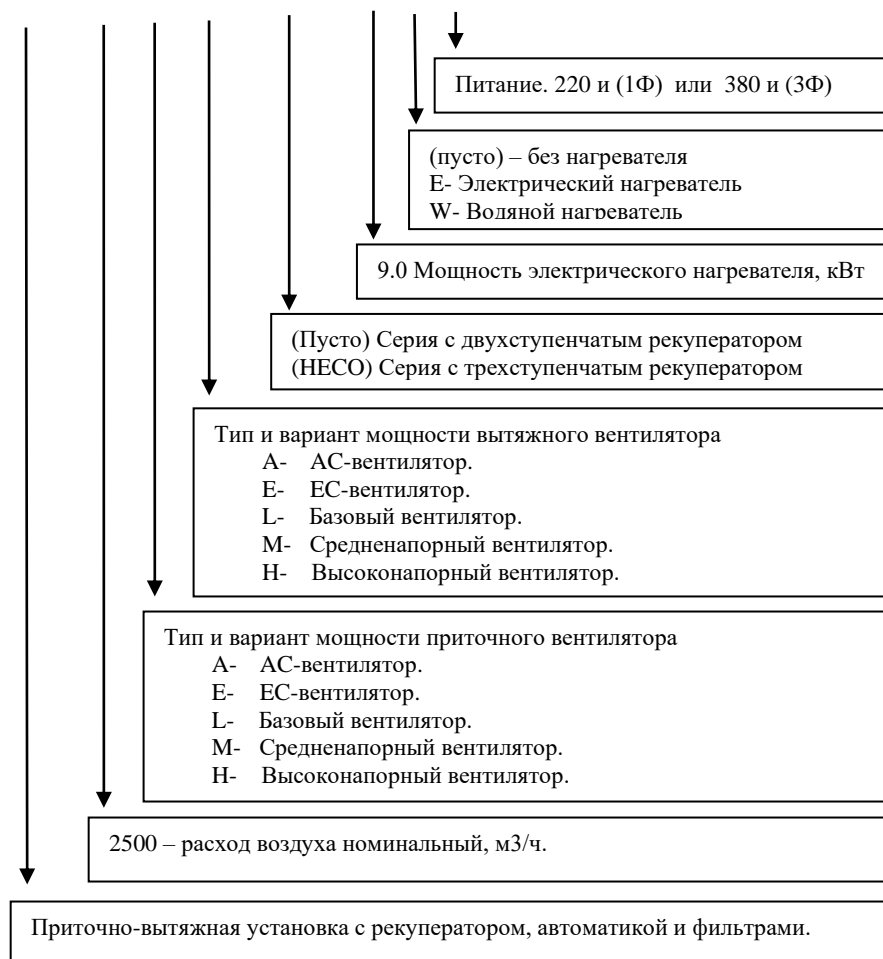 Питание. 220 и (1Ф) или 380 и (3Ф)
(пусто) – без нагревателя
Е- Электрический нагреватель
W- Водяной нагреватель
9.0 Мощность электрического нагревателя, кВт
(Пусто) Серия с двухступенчатым рекуператором
(HECO) Серия с трехступенчатым рекуператором
Тип и вариант мощности вытяжного вентилятора
А- АС-вентилятор.
Е- ЕС-вентилятор.
L- Базовый вентилятор.
М- Средненапорный вентилятор.
Н- Высоконапорный вентилятор.
Тип и вариант мощности приточного вентилятора
А- АС-вентилятор.
Е- ЕС-вентилятор.
L- Базовый вентилятор.
М- Средненапорный вентилятор.
Н- Высоконапорный вентилятор.
2500 – расход воздуха номинальный, м3/ч.
Приточно-вытяжная установка с рекуператором, автоматикой и фильтрами.